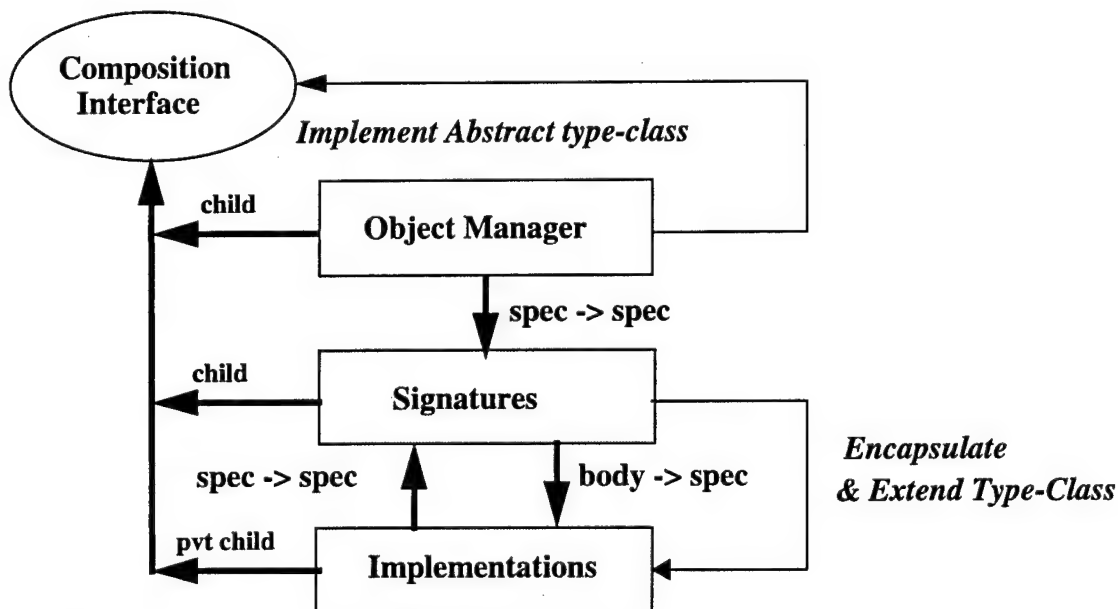 Composition
Interface
Implement Abstract type-class
child
Object Manager
spec -> spec
child
Signatures
Encapsulate
& Extend Type-Class
spec -> spec
body -> spec
pvt child
Implementations